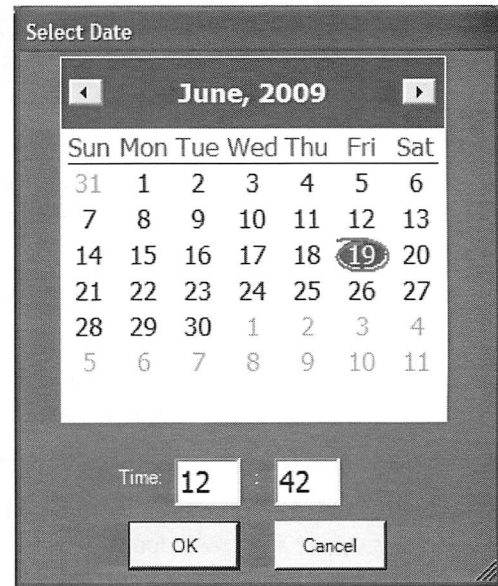 Select Date
June, 2009
Sun Mon Tue Wed Thu Fri Sat
31 1 2 3 4 5 6
7 8 9 10 11 12 13
14 15 16 17 18 19 20
21 22 23 24 25 26 27
28 29 30 1 2 3 4
5 6 7 8 9 10 11
Time: 12 : 42
OK Cancel